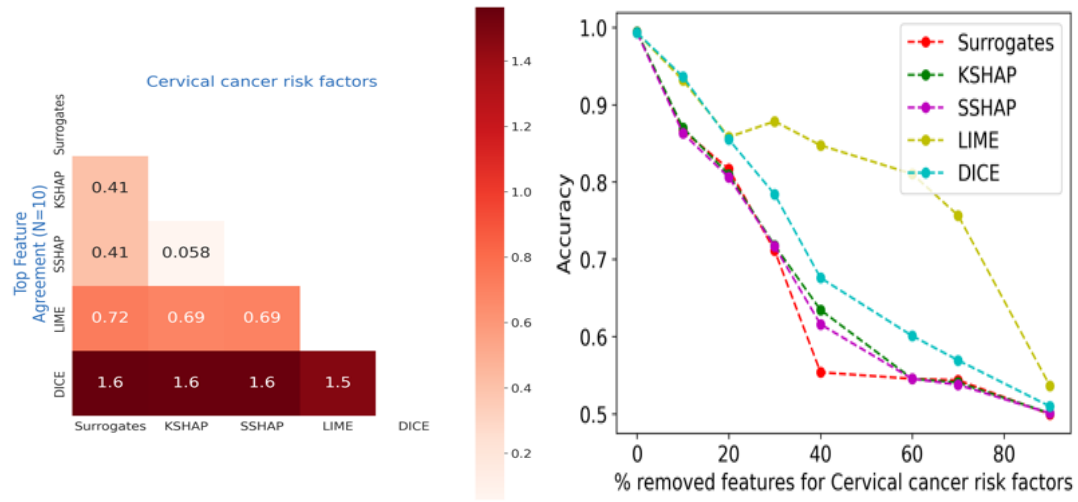 Cervical cancer risk factors
Top Feature
Agreement (N=10)
Surrogates
KSHAP
SSHAP
LIME
DICE
0.41
0.41 0.058
0.72 0.69 0.69
1.6 1.6 1.6 1.5
Surrogates KSHAP SSHAP LIME DICE
1.4
1.2
1.0
0.8
0.6
0.4
0.2
Accuracy
1.0
0.9
0.8
0.7
0.6
0.5
Surrogates
KSHAP
SSHAP
LIME
DICE
0 20 40 60 80
% removed features for Cervical cancer risk factors